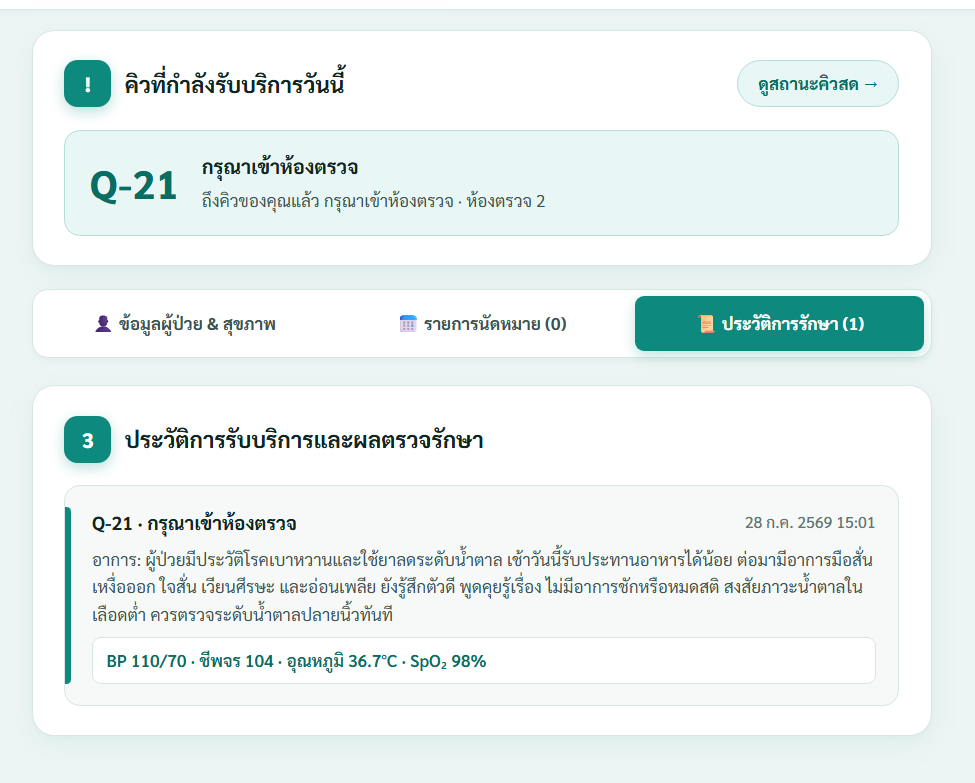 !
คิวที่กำลังรับบริการวันนี้
ดูสถานะคิวสด →
Q-21
กรุณาเข้าห้องตรวจ
ถึงคิวของคุณแล้ว กรุณาเข้าห้องตรวจ · ห้องตรวจ 2
👤 ข้อมูลผู้ป่วย & สุขภาพ
📅 รายการนัดหมาย (0)
📜 ประวัติการรักษา (1)
3
ประวัติการรับบริการและผลตรวจรักษา
Q-21 · กรุณาเข้าห้องตรวจ
28 ก.ค. 2569 15:01
อาการ: ผู้ป่วยมีประวัติโรคเบาหวานและใช้ยาลดระดับน้ำตาล เช้าวันนี้รับประทานอาหารได้น้อย ต่อมามีอาการมือสั่น
เหงื่อออก ใจสั่น เวียนศีรษะ และอ่อนเพลีย ยังรู้สึกตัวดี พูดคุยรู้เรื่อง ไม่มีอาการชักหรือหมดสติ สงสัยภาวะน้ำตาลใน
เลือดต่ำ ควรตรวจระดับน้ำตาลปลายนิ้วทันที
BP 110/70 · ชีพจร 104 · อุณหภูมิ 36.7°C · SpO₂ 98%